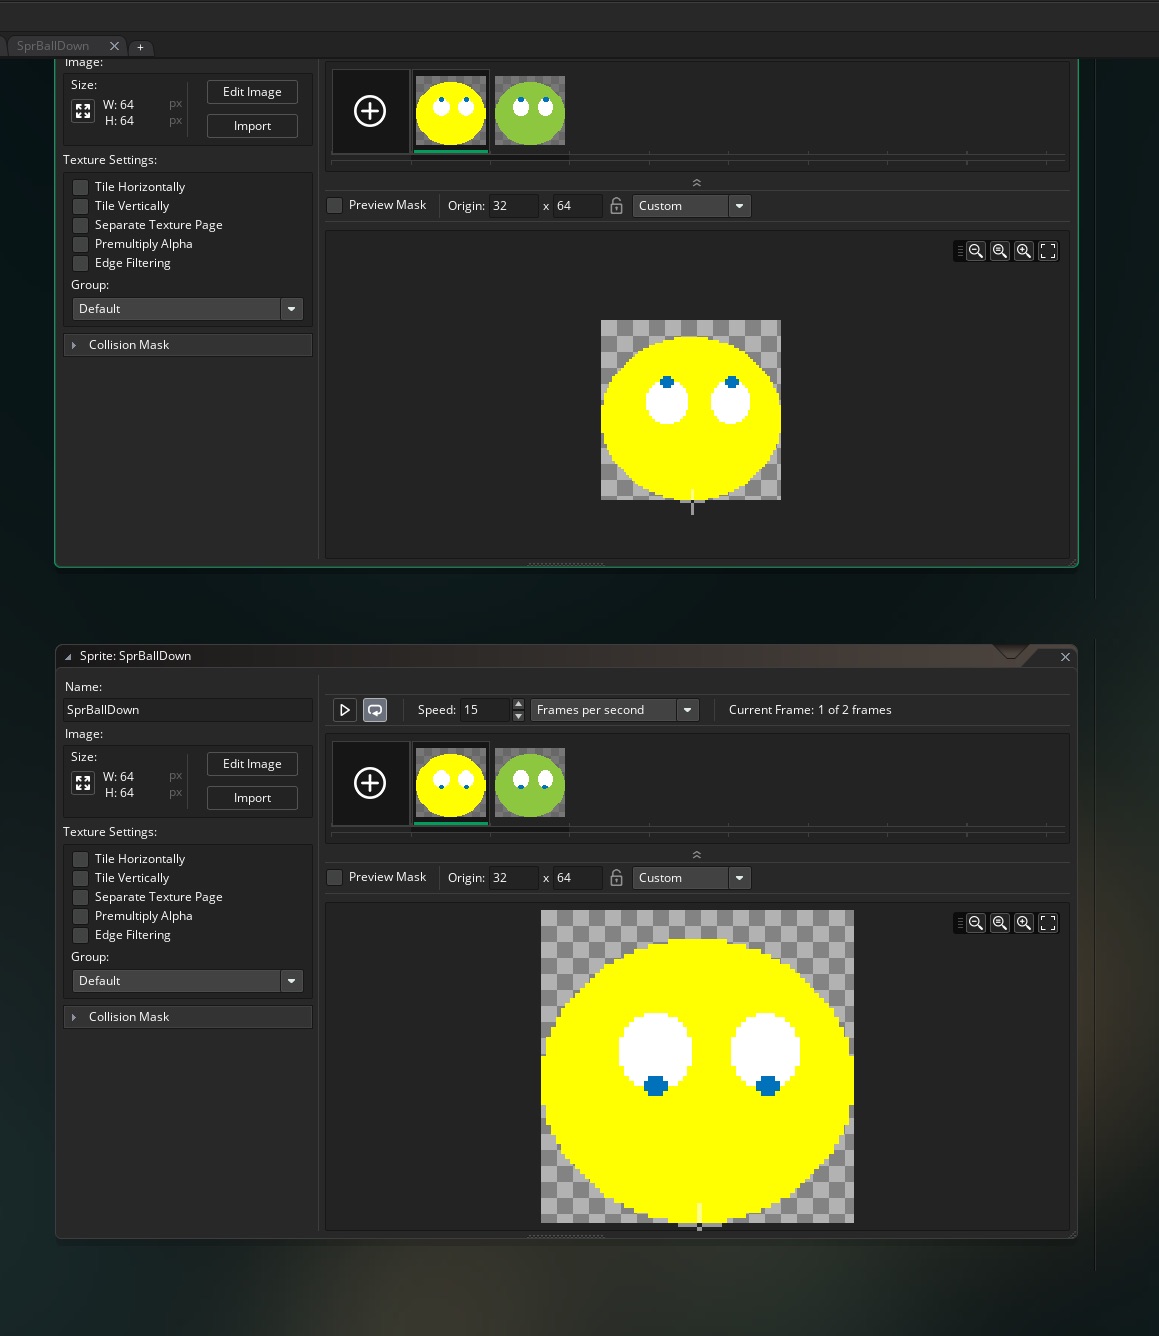 SprBallDown
+
Image:
Size:
W: 64 px
H: 64 px
Edit Image
Import
Texture Settings:
Tile Horizontally
Tile Vertically
Separate Texture Page
Premultiply Alpha
Edge Filtering
Group:
Default
Collision Mask
Preview Mask Origin: 32 x 64 Custom
Sprite: SprBallDown
Name:
SprBallDown
Speed: 15 Frames per second Current Frame: 1 of 2 frames
Image:
Size:
W: 64 px
H: 64 px
Edit Image
Import
Texture Settings:
Tile Horizontally
Tile Vertically
Separate Texture Page
Premultiply Alpha
Edge Filtering
Group:
Default
Collision Mask
Preview Mask Origin: 32 x 64 Custom